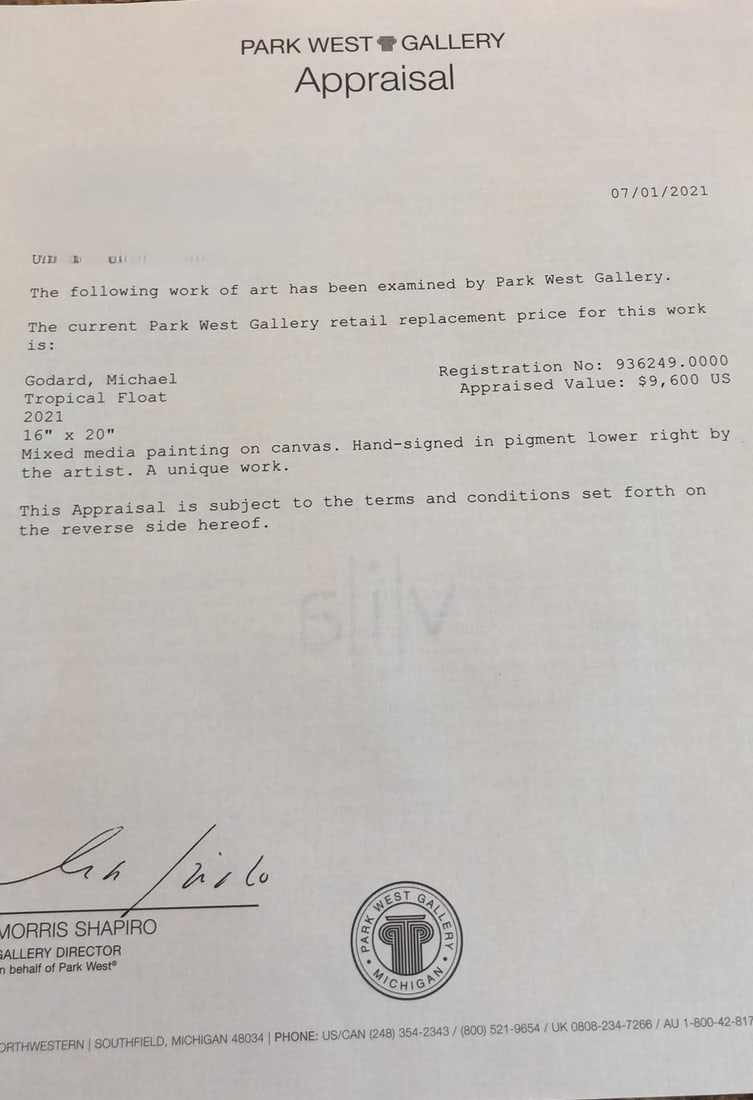 PARK WEST GALLERY
Appraisal
07/01/2021
The following work of art has been examined by Park West Gallery.
The current Park West Gallery retail replacement price for this work
is:
Godard, Michael
Registration No: 936249.0000
Tropical Float
Appraised Value: $9,600 US
2021
16" x 20"
Mixed media painting on canvas. Hand-signed in pigment lower right by
the artist. A unique work.
This Appraisal is subject to the terms and conditions set forth on
the reverse side hereof.
MORRIS SHAPIRO
GALLERY DIRECTOR
n behalf of Park West®
PARK WEST GALLERY
• MICHIGAN •
ORTHWESTERN | SOUTHFIELD, MICHIGAN 48034 | PHONE: US/CAN (248) 354-2343 / (800) 521-9654 / UK 0808-234-7266 / AU 1-800-42-817